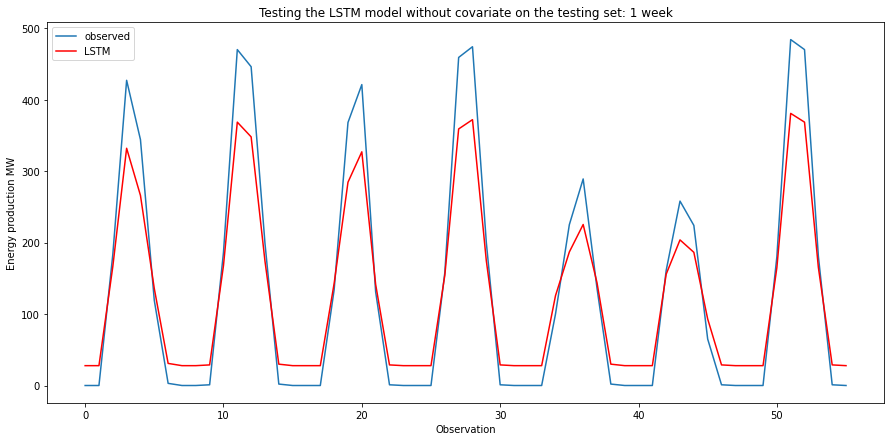 Testing the LSTM model without covariate on the testing set: 1 week
observed
LSTM
500
400
300
200
100
0
Energy production MW
0 10 20 30 40 50
Observation